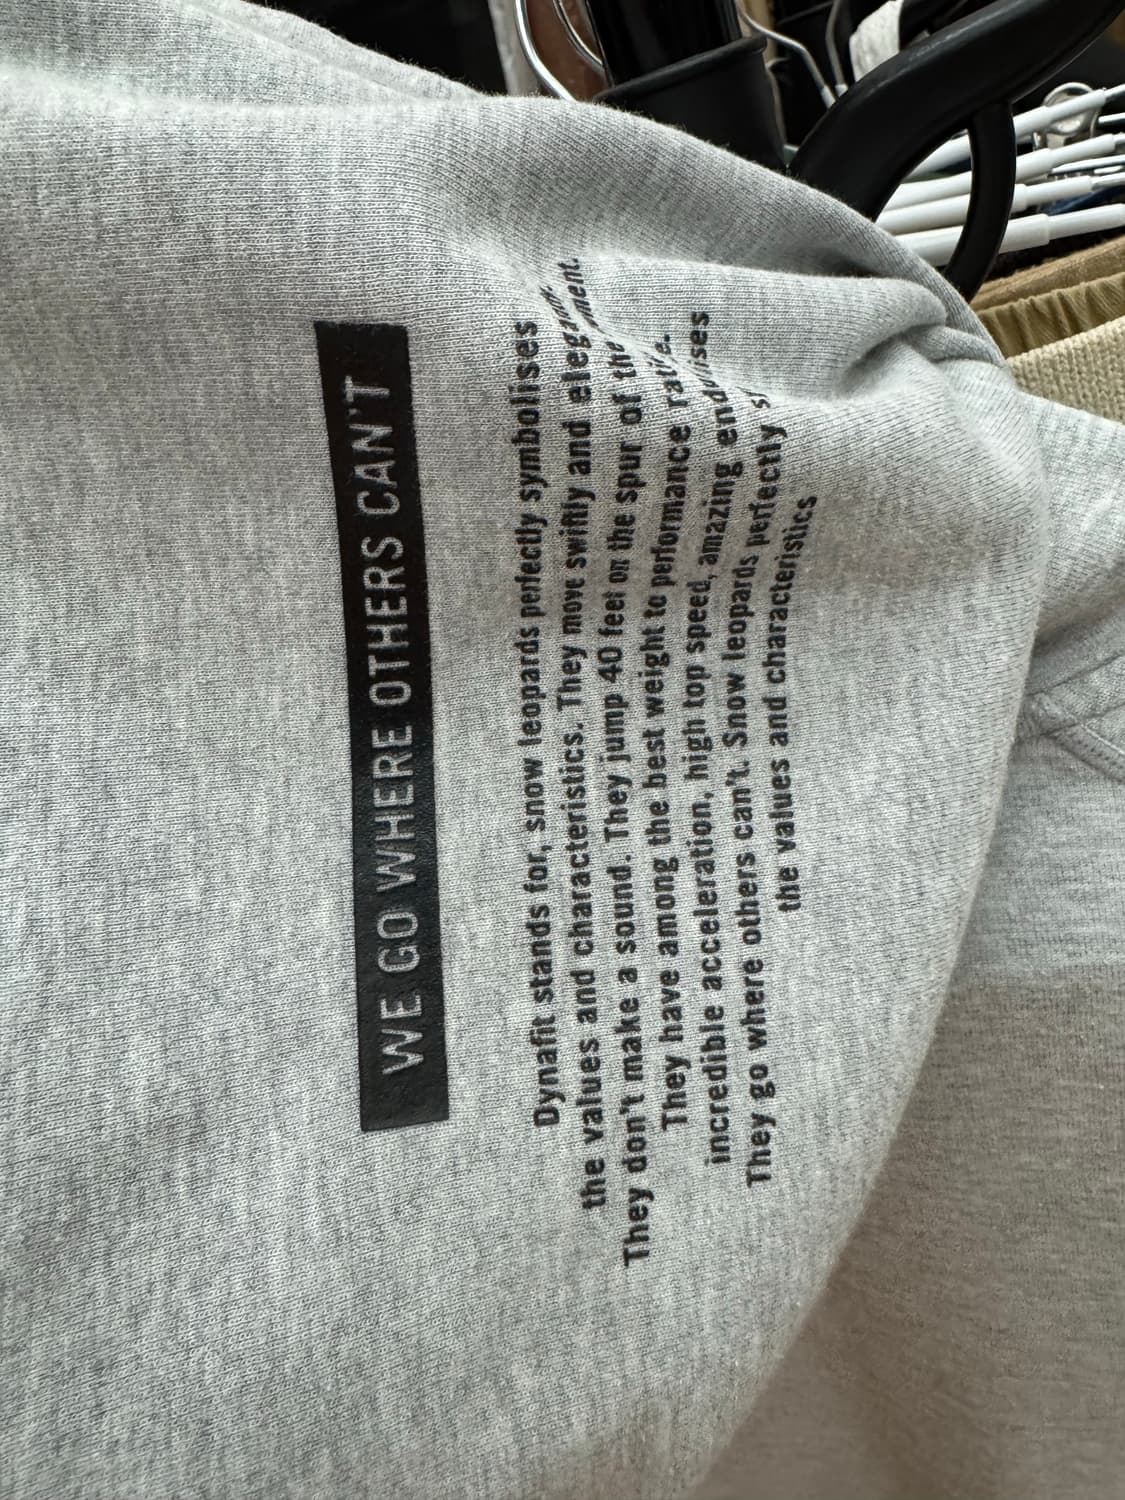 WE GO WHERE OTHERS CAN'T
Dynafit stands for, snow leopards perfectly symbolises
the values and characteristics. They move swiftly and
They don't make a sound. They jump 40 feet on the spur of the
They have among the best weight to performance
incredible acceleration, high top speed, amazing
They go where others can't. Snow leopards perfectly
the values and characteristics